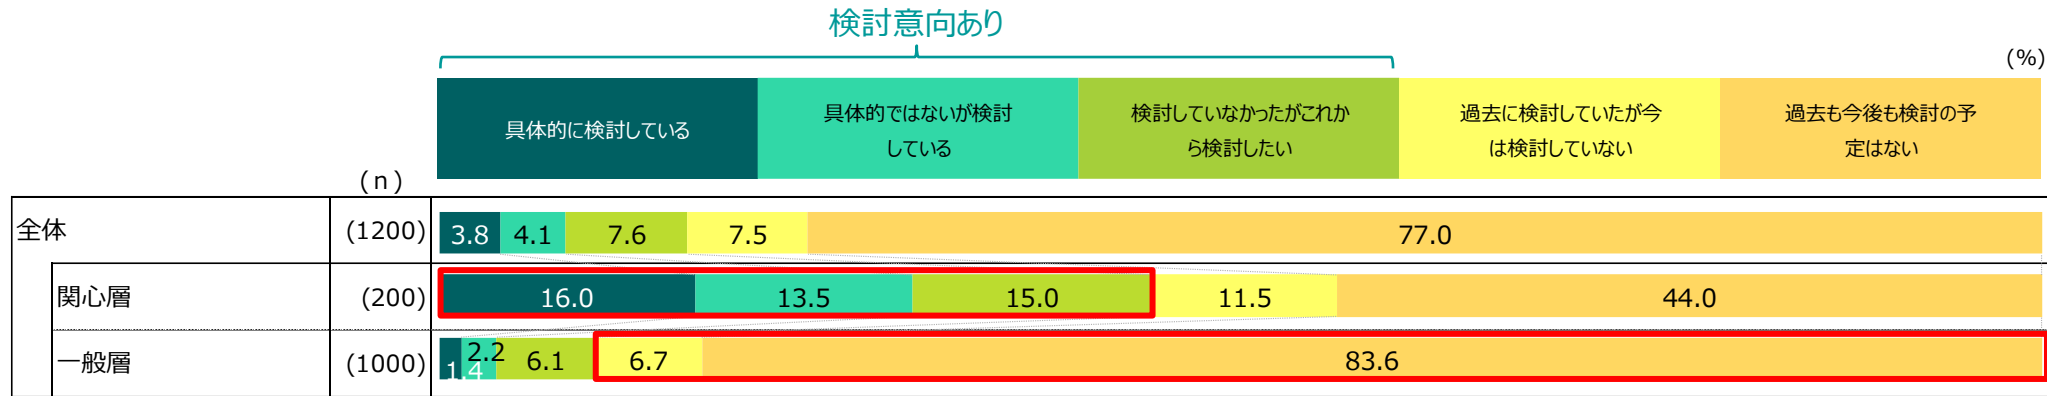 検討意向あり
(%)
具体的に検討している
具体的ではないが検討
している
検討していなかったがこれか
ら検討したい
過去に検討していたが今
は検討していない
過去も今後も検討の予
定はない
(n)
全体 (1200) 3.8 4.1 7.6 7.5 77.0
関心層 (200) 16.0 13.5 15.0 11.5 44.0
一般層 (1000) 1.4 2.2 6.1 6.7 83.6